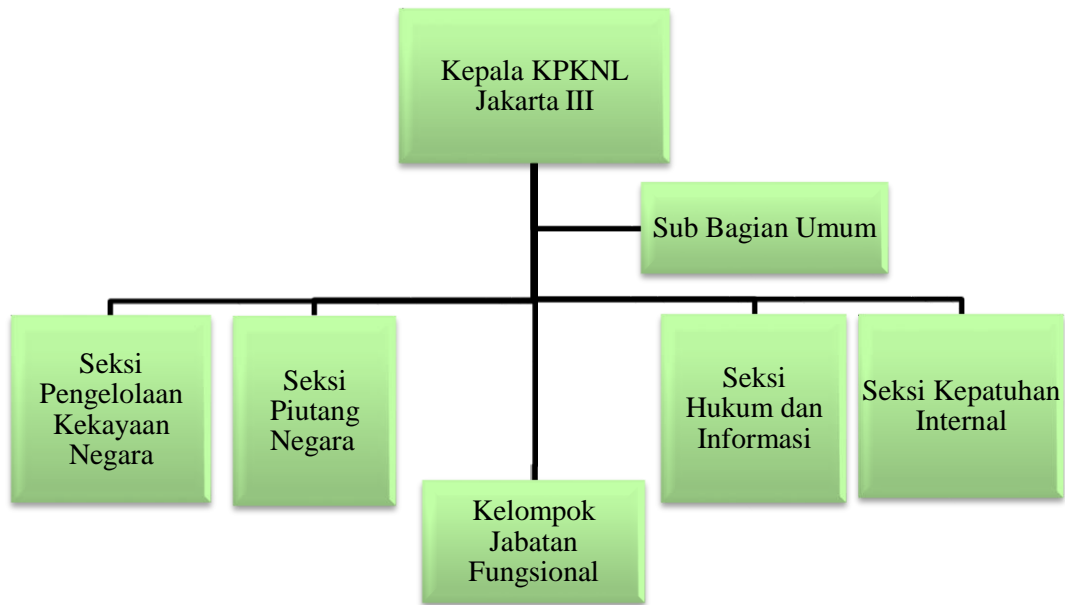 Kepala KPKNL
Jakarta III
Sub Bagian Umum
Seksi
Pengelolaan
Kekayaan
Negara
Seksi
Piutang
Negara
Seksi
Hukum dan
Informasi
Seksi Kepatuhan
Internal
Kelompok
Jabatan
Fungsional